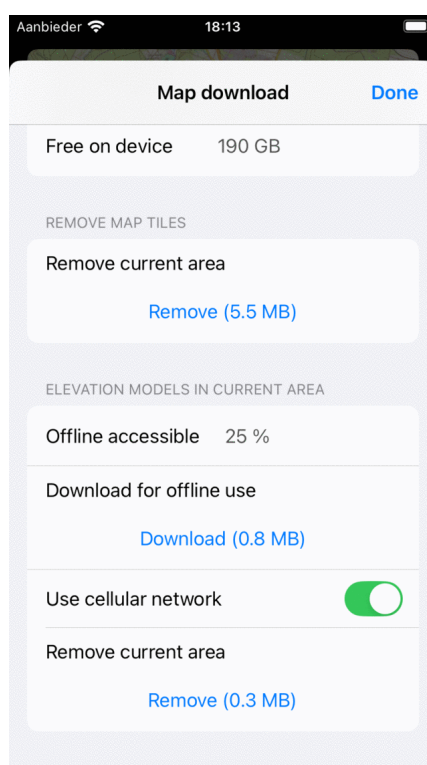 Aanbieder 18:13
Map download Done
Free on device 190 GB
REMOVE MAP TILES
Remove current area
Remove (5.5 MB)
ELEVATION MODELS IN CURRENT AREA
Offline accessible 25 %
Download for offline use
Download (0.8 MB)
Use cellular network
Remove current area
Remove (0.3 MB)